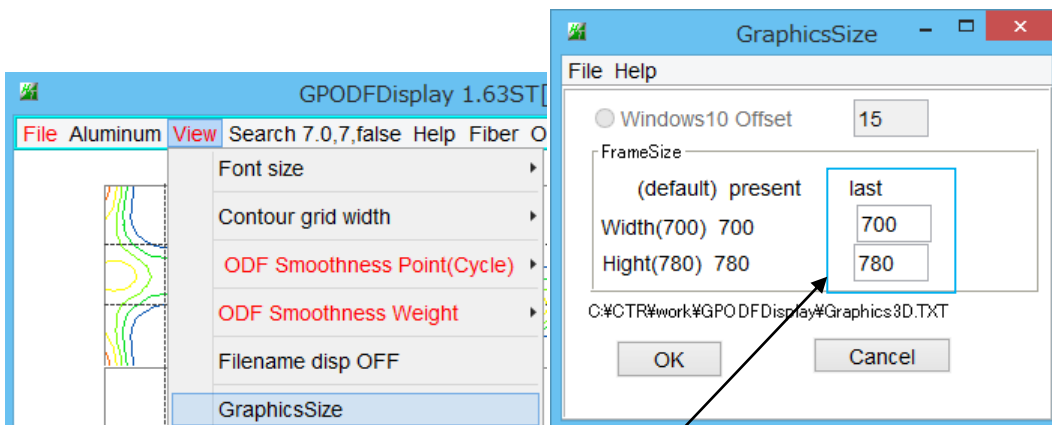 GPODFDisplay 1.63ST[
File Aluminum View Search 7.0,7,false Help Fiber O
Font size
Contour grid width
ODF Smoothness Point(Cycle)
ODF Smoothness Weight
Filename disp OFF
GraphicsSize
GraphicsSize
File Help
Windows10 Offset 15
FrameSize
(default) present last
Width(700) 700 700
Hight(780) 780 780
C:¥CTR¥work¥GPODFDisplay¥Graphics3D.TXT
OK Cancel